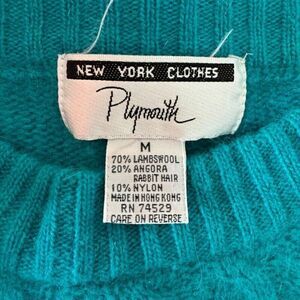 NEW YORK CLOTHES
Plymouth
M
70% LAMBSWOOL
20% ANGORA
RABBIT HAIR
10% NYLON
MADE IN HONG KONG
RN 74529
CARE ON REVERSE